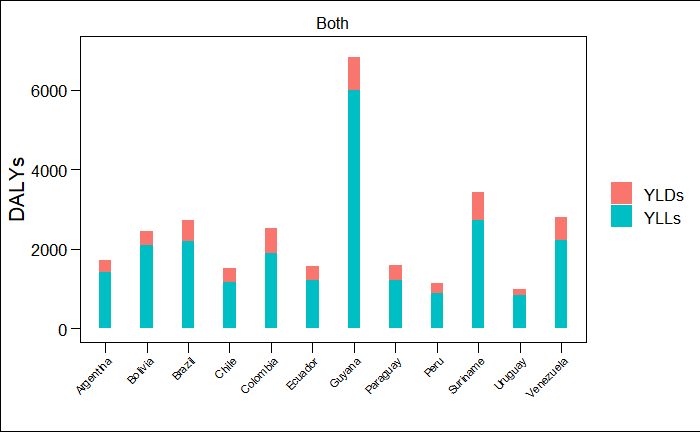 Both
DALYs
6000
4000
2000
0
Argentina
Bolivia
Brazil
Chile
Colombia
Ecuador
Guyana
Paraguay
Peru
Suriname
Uruguay
Venezuela
YLDs
YLLs